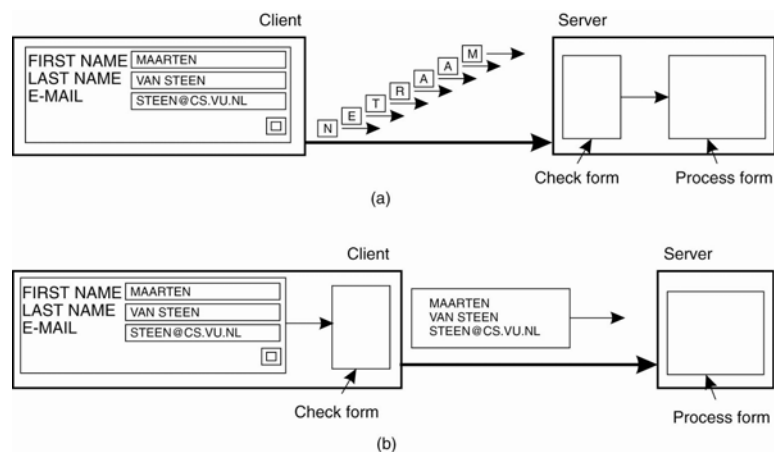 Client
Server
FIRST NAME MAARTEN
LAST NAME VAN STEEN
E-MAIL STEEN@CS.VU.NL
M
A
A
R
T
E
N
Check form
Process form
(a)
Client
Server
FIRST NAME MAARTEN
LAST NAME VAN STEEN
E-MAIL STEEN@CS.VU.NL
MAARTEN
VAN STEEN
STEEN@CS.VU.NL
Check form
Process form
(b)